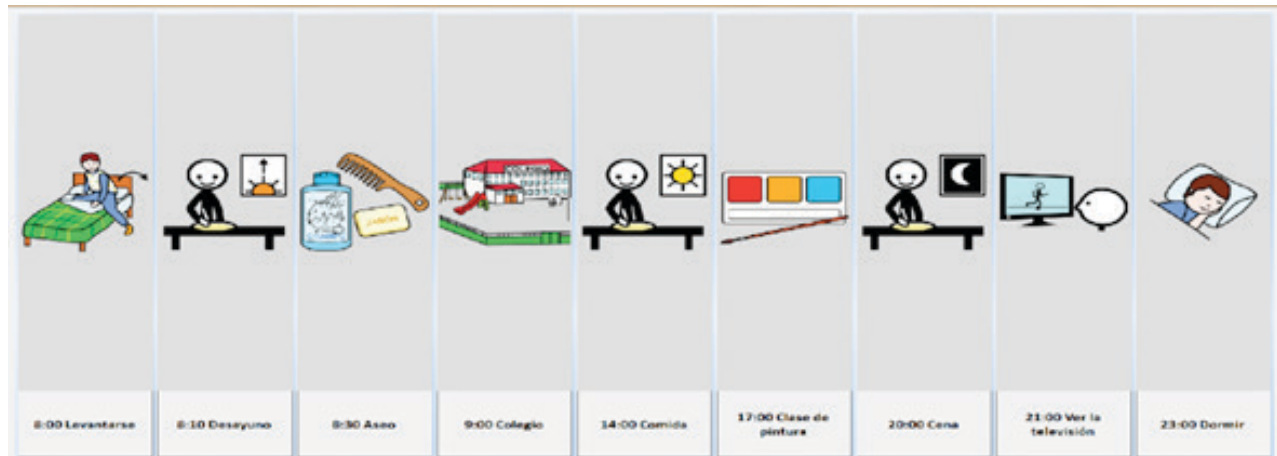 8:00 Levantarse
8:10 Desayuno
8:30 Aseo
9:00 Colegio
14:00 Comida
17:00 Clase de
pintura
20:00 Cena
21:00 Ver la
televisión
23:00 Dormir